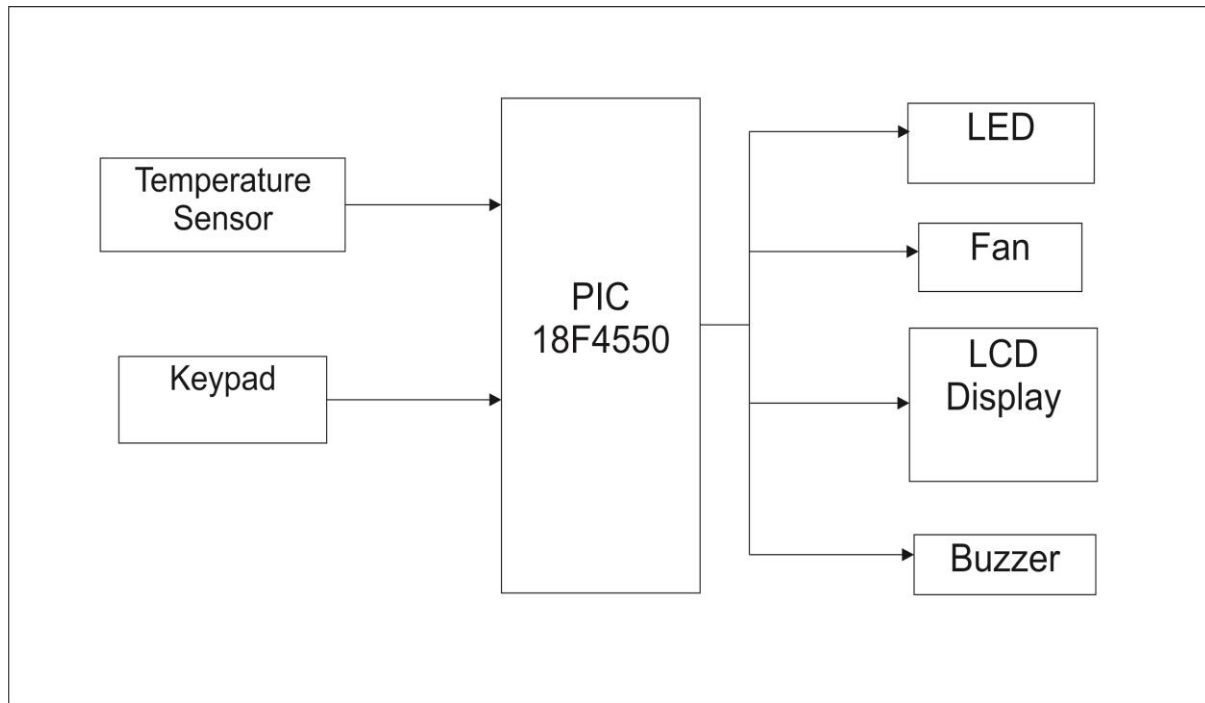 Temperature
Sensor
Keypad
PIC
18F4550
LED
Fan
LCD
Display
Buzzer